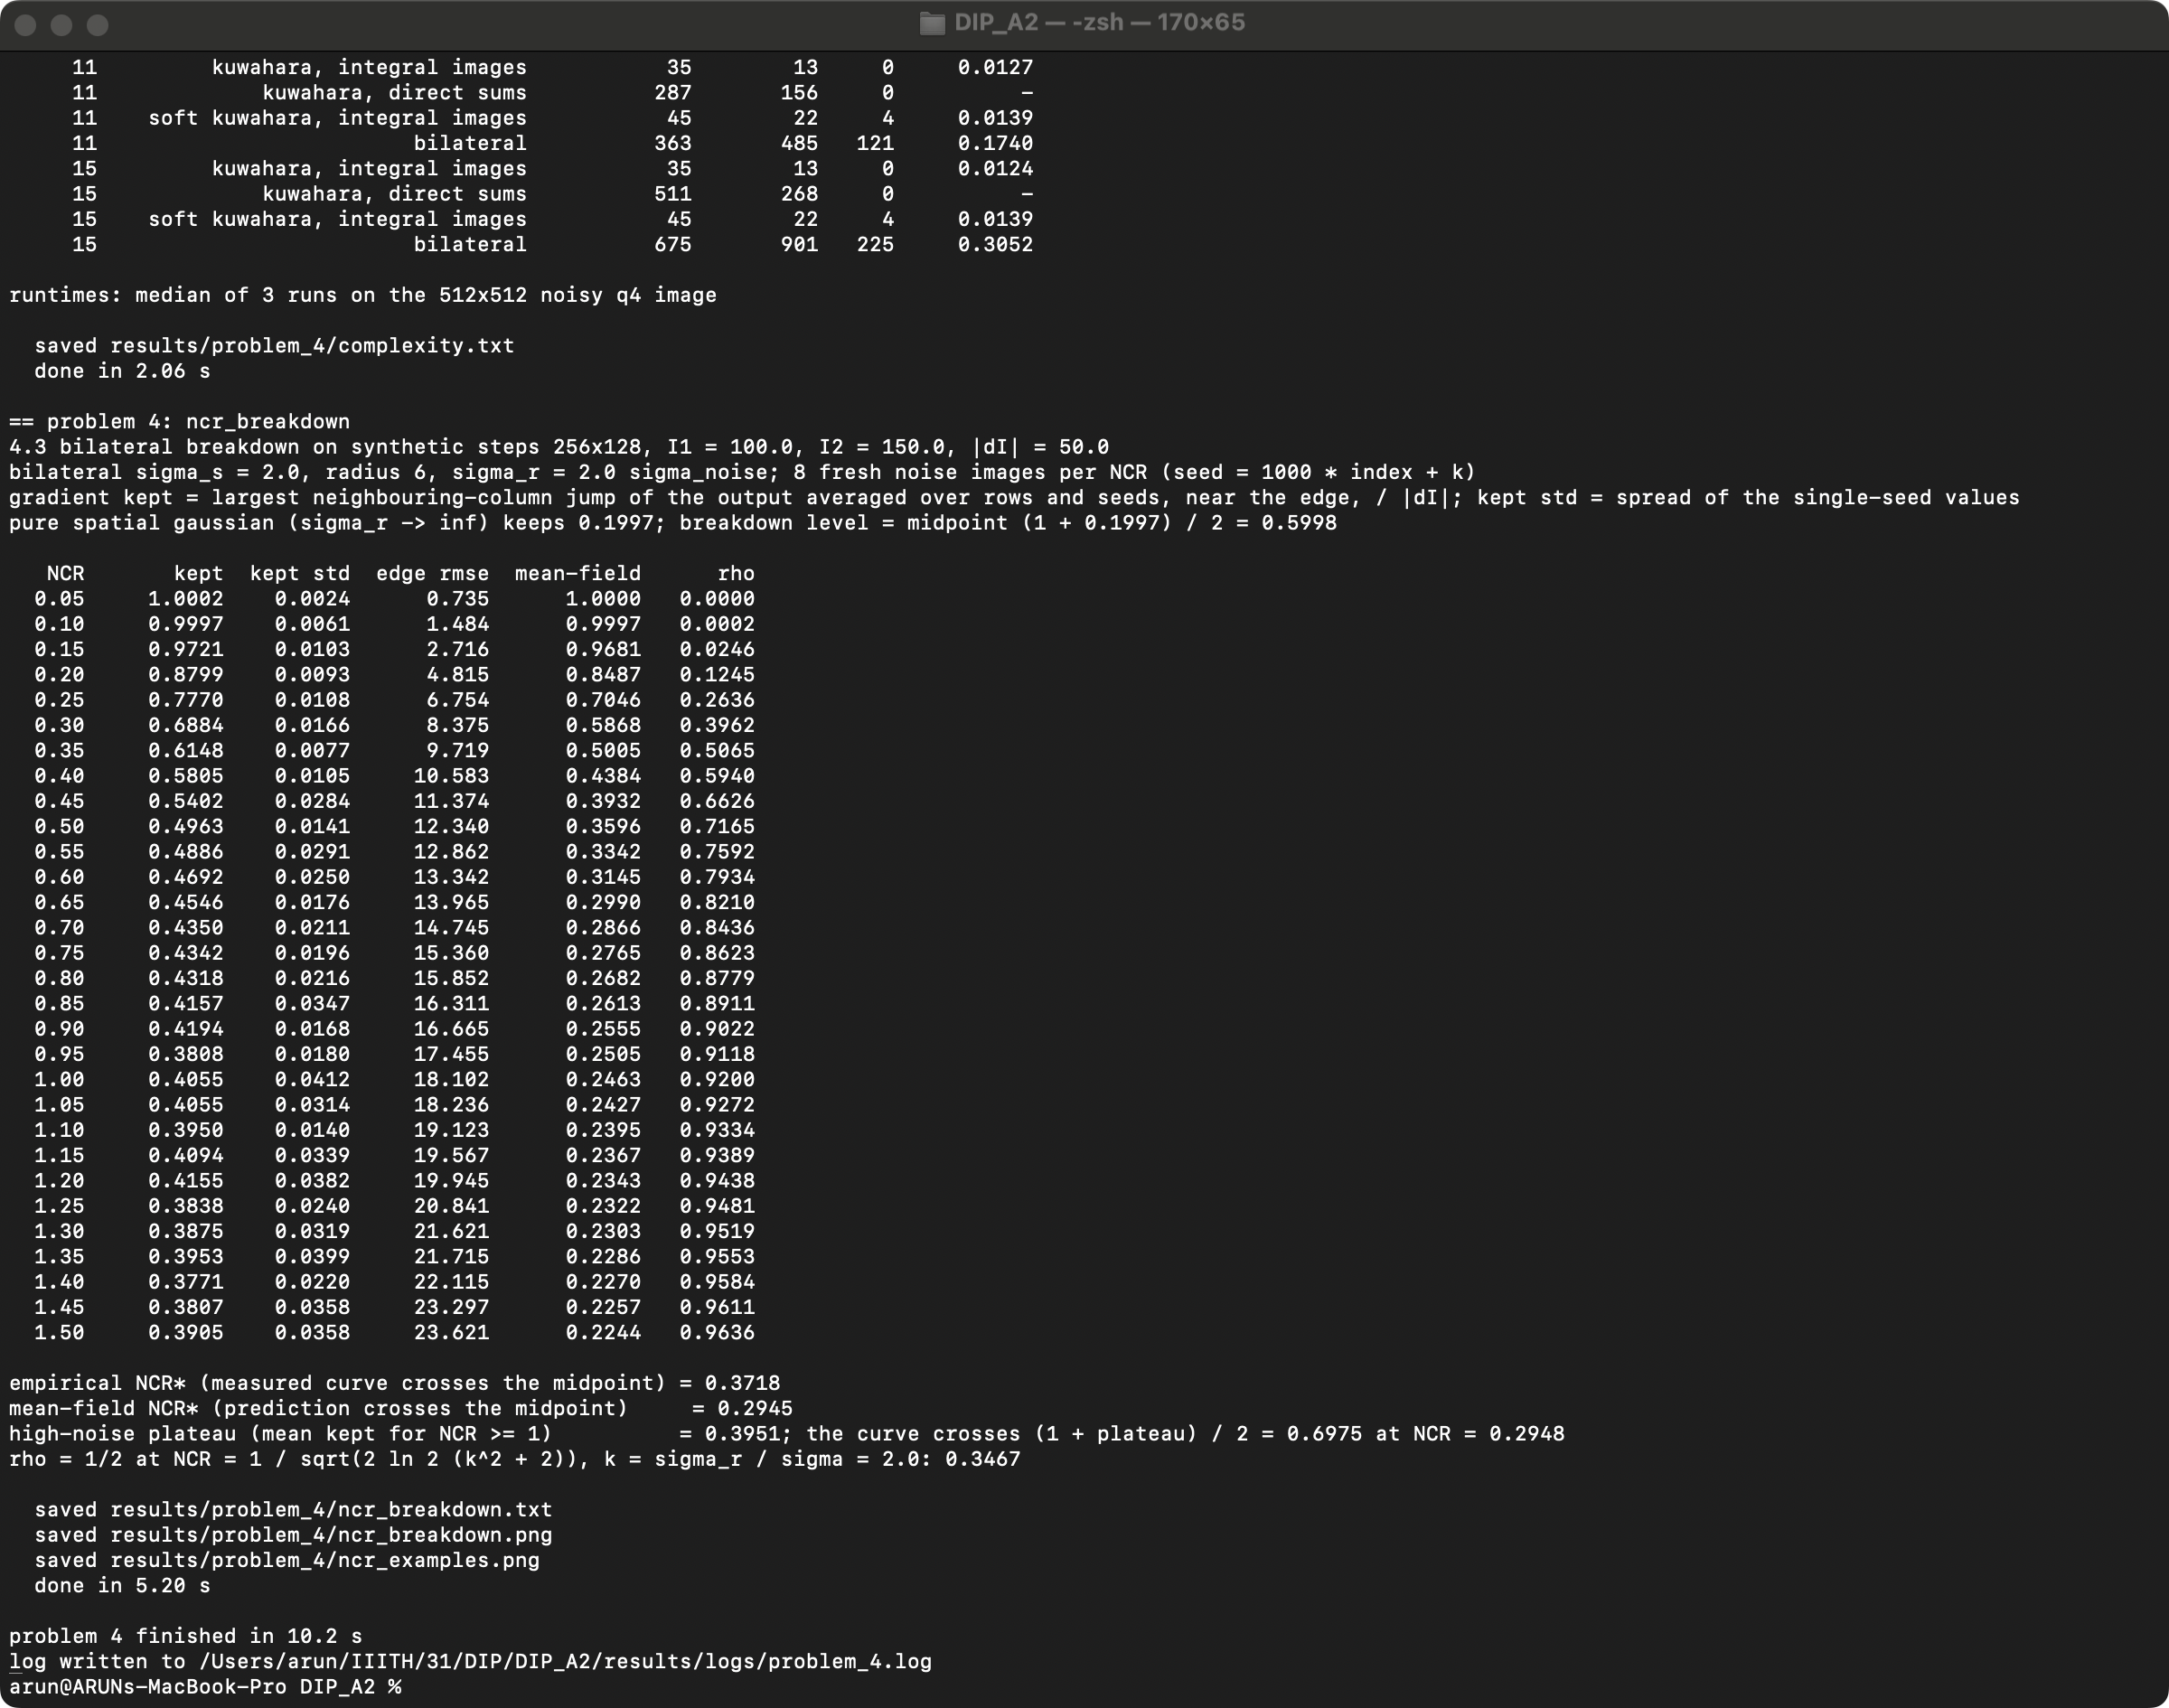 DIP_A2 — -zsh — 170×65
11 kuwahara, integral images 35 13 0 0.0127
11 kuwahara, direct sums 287 156 0 –
11 soft kuwahara, integral images 45 22 4 0.0139
11 bilateral 363 485 121 0.1740
15 kuwahara, integral images 35 13 0 0.0124
15 kuwahara, direct sums 511 268 0 –
15 soft kuwahara, integral images 45 22 4 0.0139
15 bilateral 675 901 225 0.3052
runtimes: median of 3 runs on the 512x512 noisy q4 image
saved results/problem_4/complexity.txt
done in 2.06 s
== problem 4: ncr_breakdown
4.3 bilateral breakdown on synthetic steps 256x128, I1 = 100.0, I2 = 150.0, |dI| = 50.0
bilateral sigma_s = 2.0, radius 6, sigma_r = 2.0 sigma_noise; 8 fresh noise images per NCR (seed = 1000 * index + k)
gradient kept = largest neighbouring-column jump of the output averaged over rows and seeds, near the edge, / |dI|; kept std = spread of the single-seed values
pure spatial gaussian (sigma_r -> inf) keeps 0.1997; breakdown level = midpoint (1 + 0.1997) / 2 = 0.5998
NCR kept kept std edge rmse mean-field rho
0.05 1.0002 0.0024 0.735 1.0000 0.0000
0.10 0.9997 0.0061 1.484 0.9997 0.0002
0.15 0.9721 0.0103 2.716 0.9681 0.0246
0.20 0.8799 0.0093 4.815 0.8487 0.1245
0.25 0.7770 0.0108 6.754 0.7046 0.2636
0.30 0.6884 0.0166 8.375 0.5868 0.3962
0.35 0.6148 0.0077 9.719 0.5005 0.5065
0.40 0.5805 0.0105 10.583 0.4384 0.5940
0.45 0.5402 0.0284 11.374 0.3932 0.6626
0.50 0.4963 0.0141 12.340 0.3596 0.7165
0.55 0.4886 0.0291 12.862 0.3342 0.7592
0.60 0.4692 0.0250 13.342 0.3145 0.7934
0.65 0.4546 0.0176 13.965 0.2990 0.8210
0.70 0.4350 0.0211 14.745 0.2866 0.8436
0.75 0.4342 0.0196 15.360 0.2765 0.8623
0.80 0.4318 0.0216 15.852 0.2682 0.8779
0.85 0.4157 0.0347 16.311 0.2613 0.8911
0.90 0.4194 0.0168 16.665 0.2555 0.9022
0.95 0.3808 0.0180 17.455 0.2505 0.9118
1.00 0.4055 0.0412 18.102 0.2463 0.9200
1.05 0.4055 0.0314 18.236 0.2427 0.9272
1.10 0.3950 0.0140 19.123 0.2395 0.9334
1.15 0.4094 0.0339 19.567 0.2367 0.9389
1.20 0.4155 0.0382 19.945 0.2343 0.9438
1.25 0.3838 0.0240 20.841 0.2322 0.9481
1.30 0.3875 0.0319 21.621 0.2303 0.9519
1.35 0.3953 0.0399 21.715 0.2286 0.9553
1.40 0.3771 0.0220 22.115 0.2270 0.9584
1.45 0.3807 0.0358 23.297 0.2257 0.9611
1.50 0.3905 0.0358 23.621 0.2244 0.9636
empirical NCR* (measured curve crosses the midpoint) = 0.3718
mean-field NCR* (prediction crosses the midpoint) = 0.2945
high-noise plateau (mean kept for NCR >= 1) = 0.3951; the curve crosses (1 + plateau) / 2 = 0.6975 at NCR = 0.2948
rho = 1/2 at NCR = 1 / sqrt(2 ln 2 (k^2 + 2)), k = sigma_r / sigma = 2.0: 0.3467
saved results/problem_4/ncr_breakdown.txt
saved results/problem_4/ncr_breakdown.png
saved results/problem_4/ncr_examples.png
done in 5.20 s
problem 4 finished in 10.2 s
log written to /Users/arun/IIITH/31/DIP/DIP_A2/results/logs/problem_4.log
arun@ARUNs-MacBook-Pro DIP_A2 %